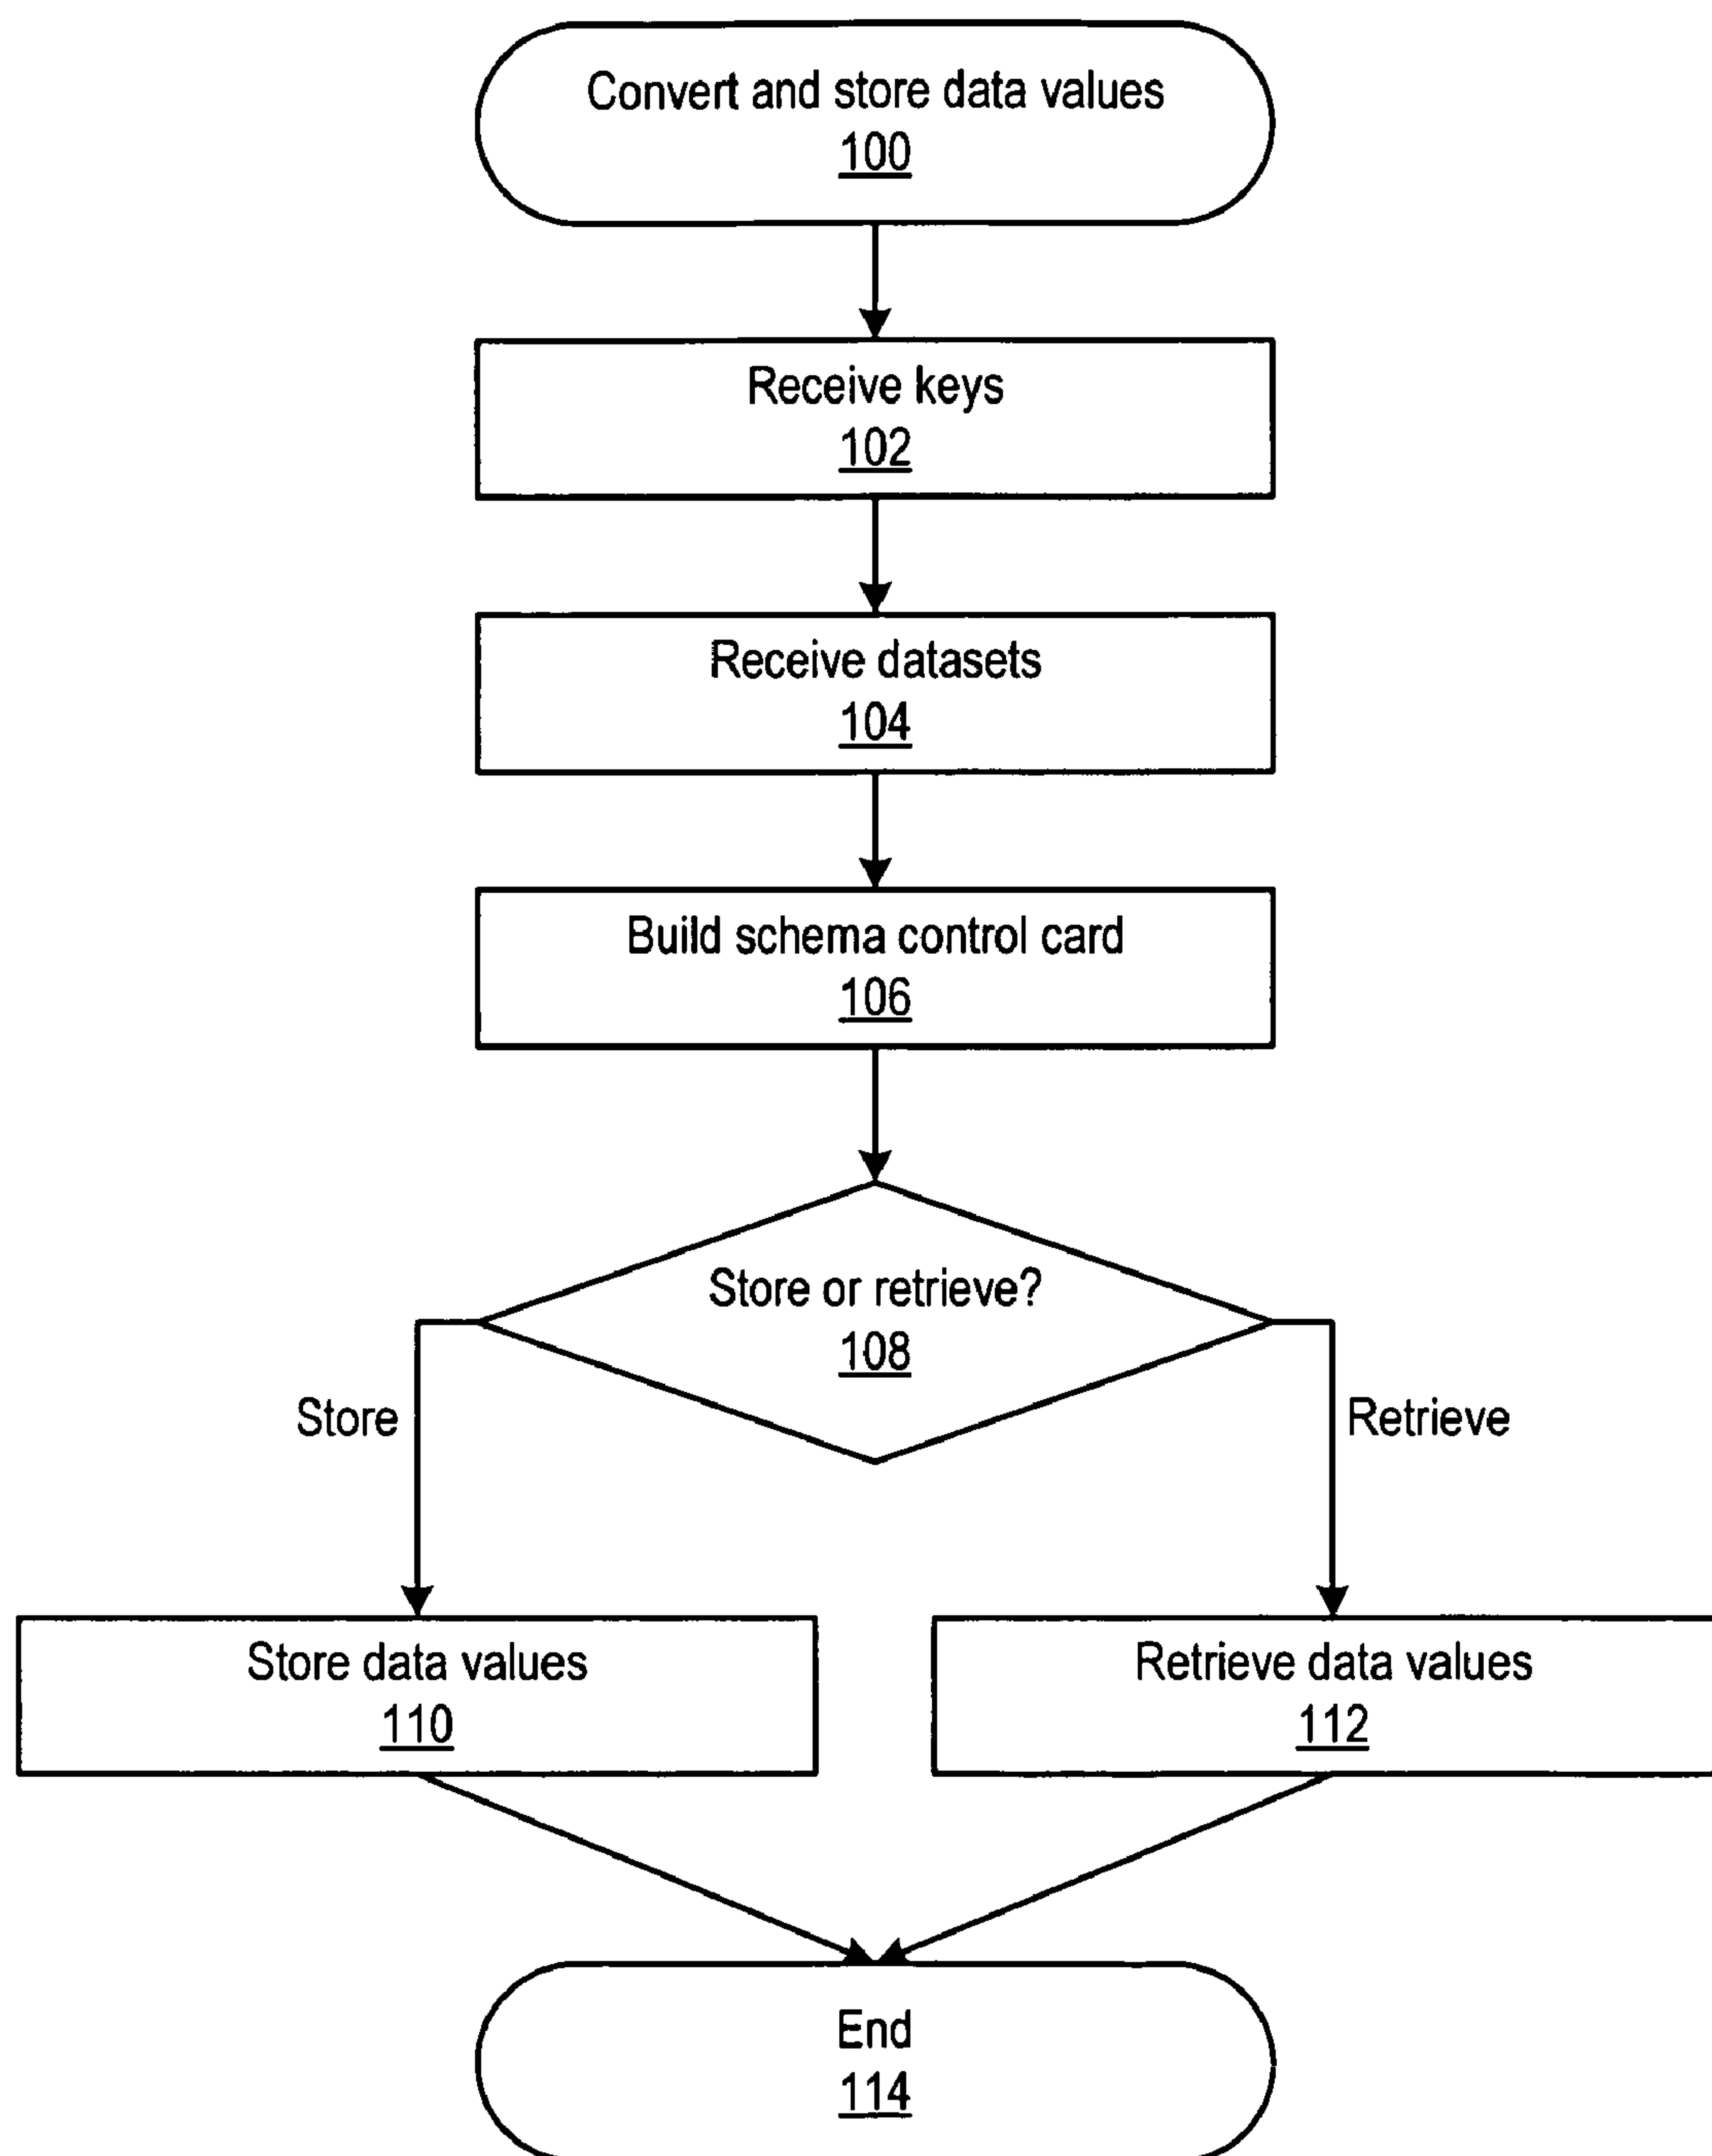 Convert and store data values
100
Receive keys
102
Receive datasets
104
Build schema control card
106
Store or retrieve?
108
Store
Retrieve
Store data values
110
Retrieve data values
112
End
114